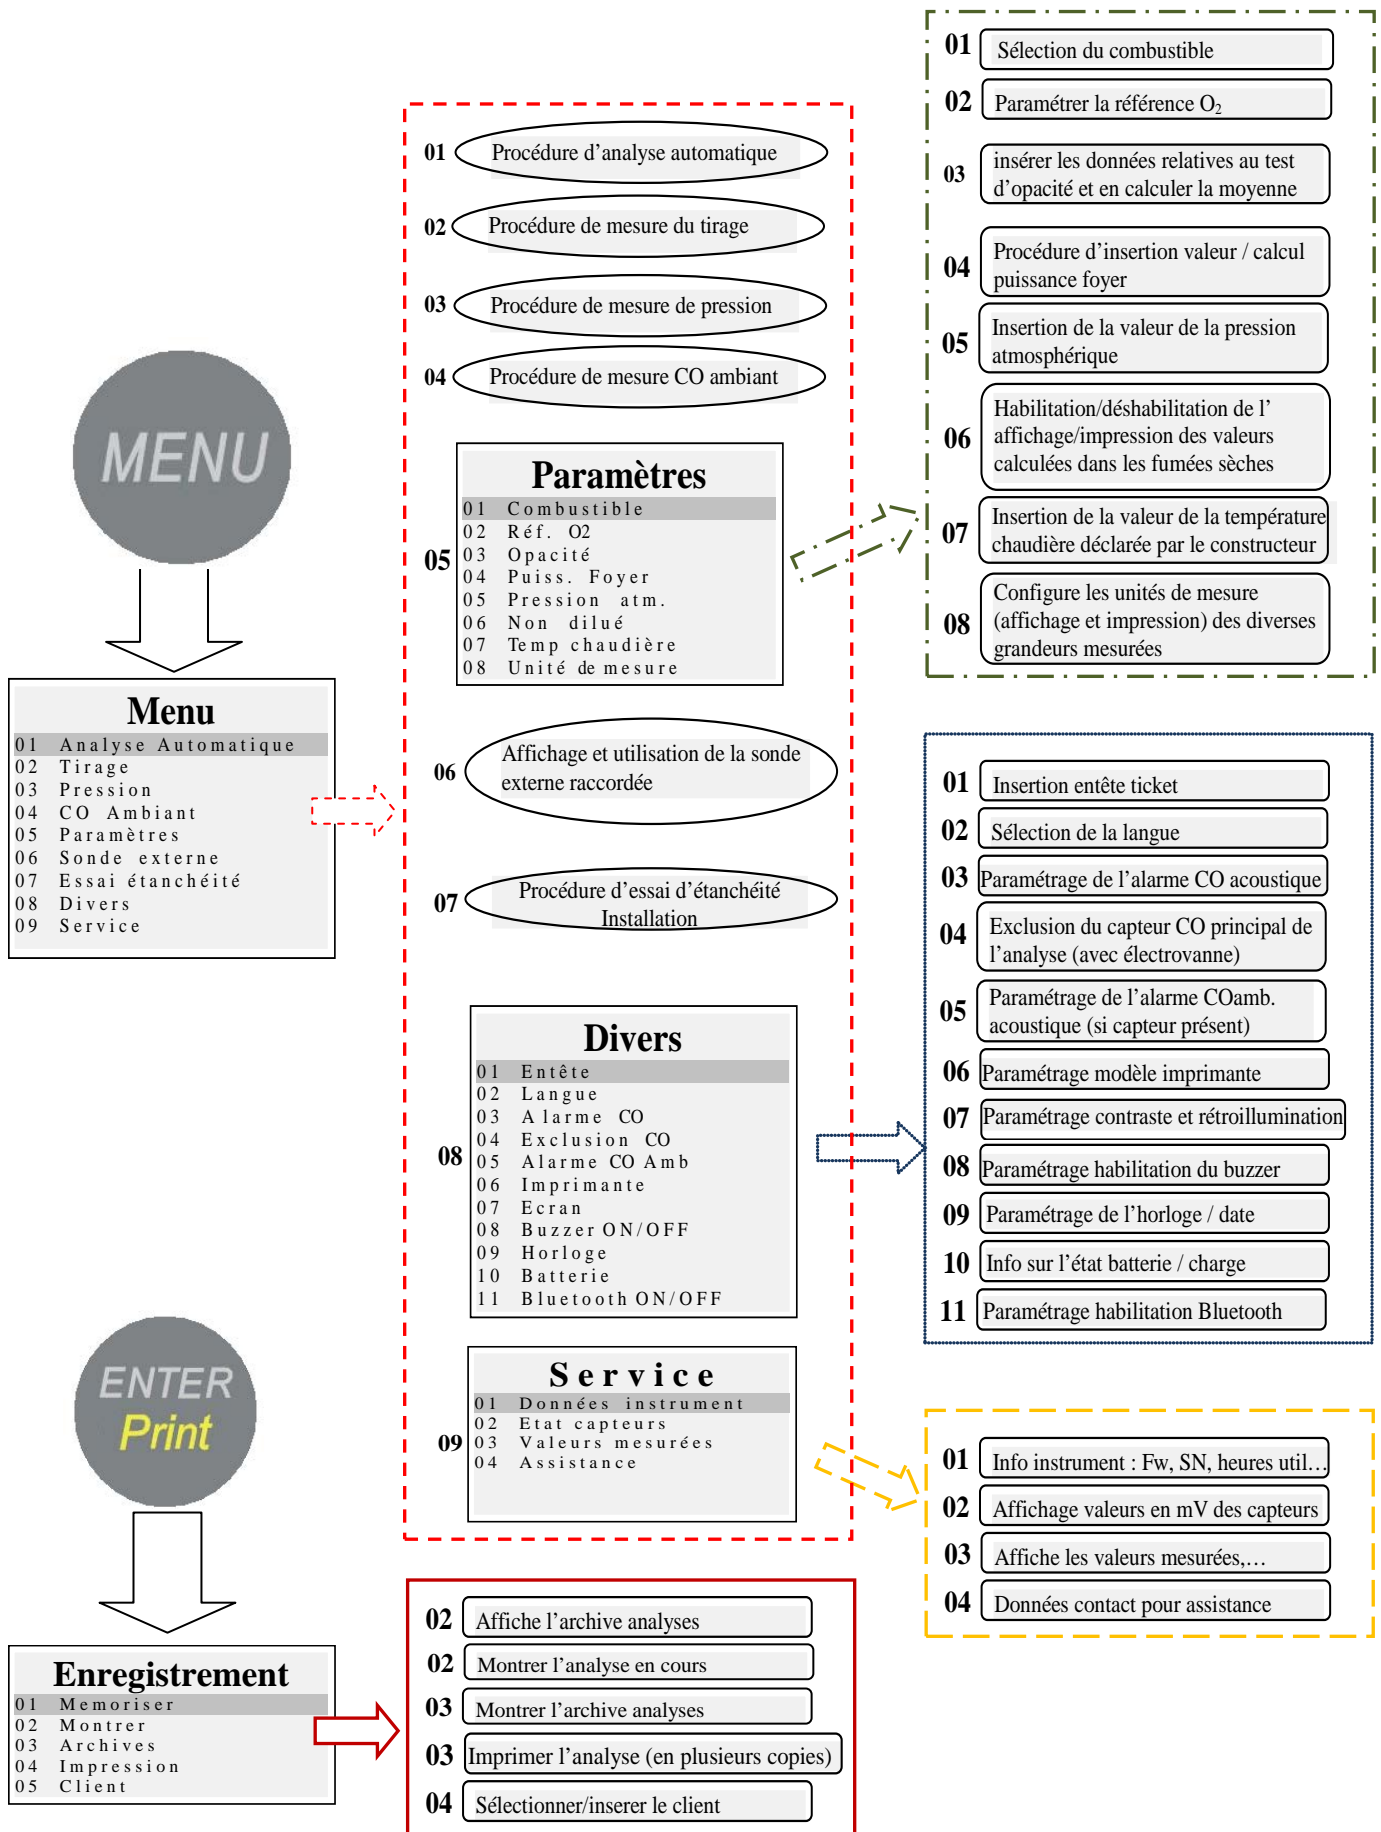 MENU
Menu
01 Analyse Automatique
02 Tirage
03 Pression
04 CO Ambiant
05 Paramètres
06 Sonde externe
07 Essai étanchéité
08 Divers
09 Service
ENTER
Print
Enregistrement
01 Memoriser
02 Montrer
03 Archives
04 Impression
05 Client
01 Procédure d’analyse automatique
02 Procédure de mesure du tirage
03 Procédure de mesure de pression
04 Procédure de mesure CO ambiant
05
Paramètres
01 Combustible
02 Réf. O2
03 Opacité
04 Puiss. Foyer
05 Pression atm.
06 Non dilué
07 Temp chaudière
08 Unité de mesure
06 Affichage et utilisation de la sonde
externe raccordée
07 Procédure d’essai d’étanchéité
Installation
08
Divers
01 Entête
02 Langue
03 Alarme CO
04 Exclusion CO
05 Alarme CO Amb
06 Imprimante
07 Ecran
08 Buzzer ON/OFF
09 Horloge
10 Batterie
11 Bluetooth ON/OFF
09
Service
01 Données instrument
02 Etat capteurs
03 Valeurs mesurées
04 Assistance
02 Affiche l’archive analyses
02 Montrer l’analyse en cours
03 Montrer l’archive analyses
03 Imprimer l’analyse (en plusieurs copies)
04 Sélectionner/inserer le client
01 Sélection du combustible
02 Paramétrer la référence O₂
03 insérer les données relatives au test
d’opacité et en calculer la moyenne
04 Procédure d’insertion valeur / calcul
puissance foyer
05 Insertion de la valeur de la pression
atmosphérique
06 Habilitation/déshabilitation de l’
affichage/impression des valeurs
calculées dans les fumées sèches
07 Insertion de la valeur de la température
chaudière déclarée par le constructeur
08 Configure les unités de mesure
(affichage et impression) des diverses
grandeurs mesurées
01 Insertion entête ticket
02 Sélection de la langue
03 Paramétrage de l’alarme CO acoustique
04 Exclusion du capteur CO principal de
l’analyse (avec électrovanne)
05 Paramétrage de l’alarme COamb.
acoustique (si capteur présent)
06 Paramétrage modèle imprimante
07 Paramétrage contraste et rétroillumination
08 Paramétrage habilitation du buzzer
09 Paramétrage de l’horloge / date
10 Info sur l’état batterie / charge
11 Paramétrage habilitation Bluetooth
01 Info instrument : Fw, SN, heures util…
02 Affichage valeurs en mV des capteurs
03 Affiche les valeurs mesurées,…
04 Données contact pour assistance